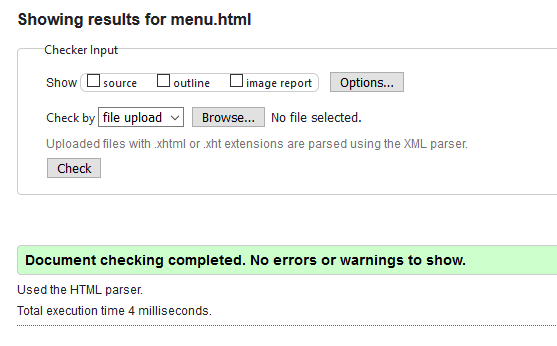 Showing results for menu.html
Checker Input
Show source outline image report Options...
Check by file upload Browse... No file selected.
Uploaded files with .xhtml or .xht extensions are parsed using the XML parser.
Check
Document checking completed. No errors or warnings to show.
Used the HTML parser.
Total execution time 4 milliseconds.